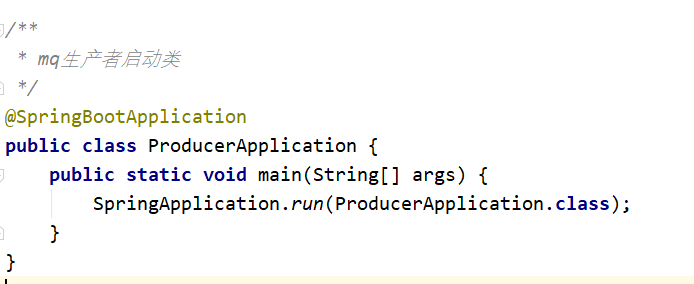 /**
 * mq生产者启动类
 */
@SpringBootApplication
public class ProducerApplication {
    public static void main(String[] args) {
        SpringApplication.run(ProducerApplication.class);
    }
}